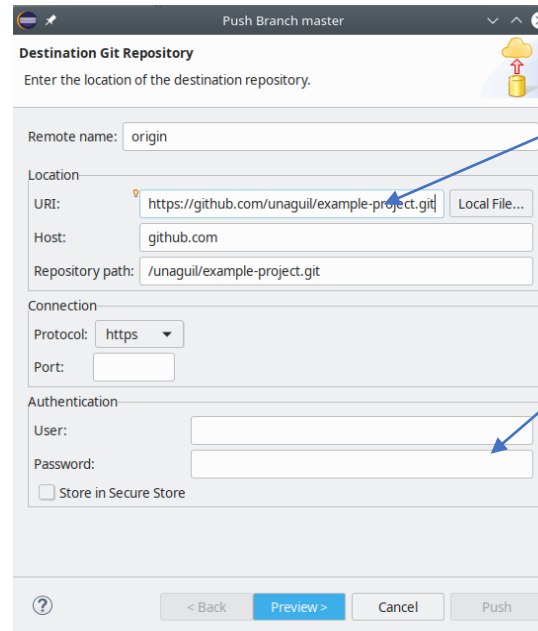 Push Branch master
Destination Git Repository
Enter the location of the destination repository.
Remote name: origin
Location
URI: https://github.com/unaguil/example-project.git Local File...
Host: github.com
Repository path: /unaguil/example-project.git
Connection
Protocol: https
Port:
Authentication
User:
Password:
Store in Secure Store
? < Back Preview > Cancel Push